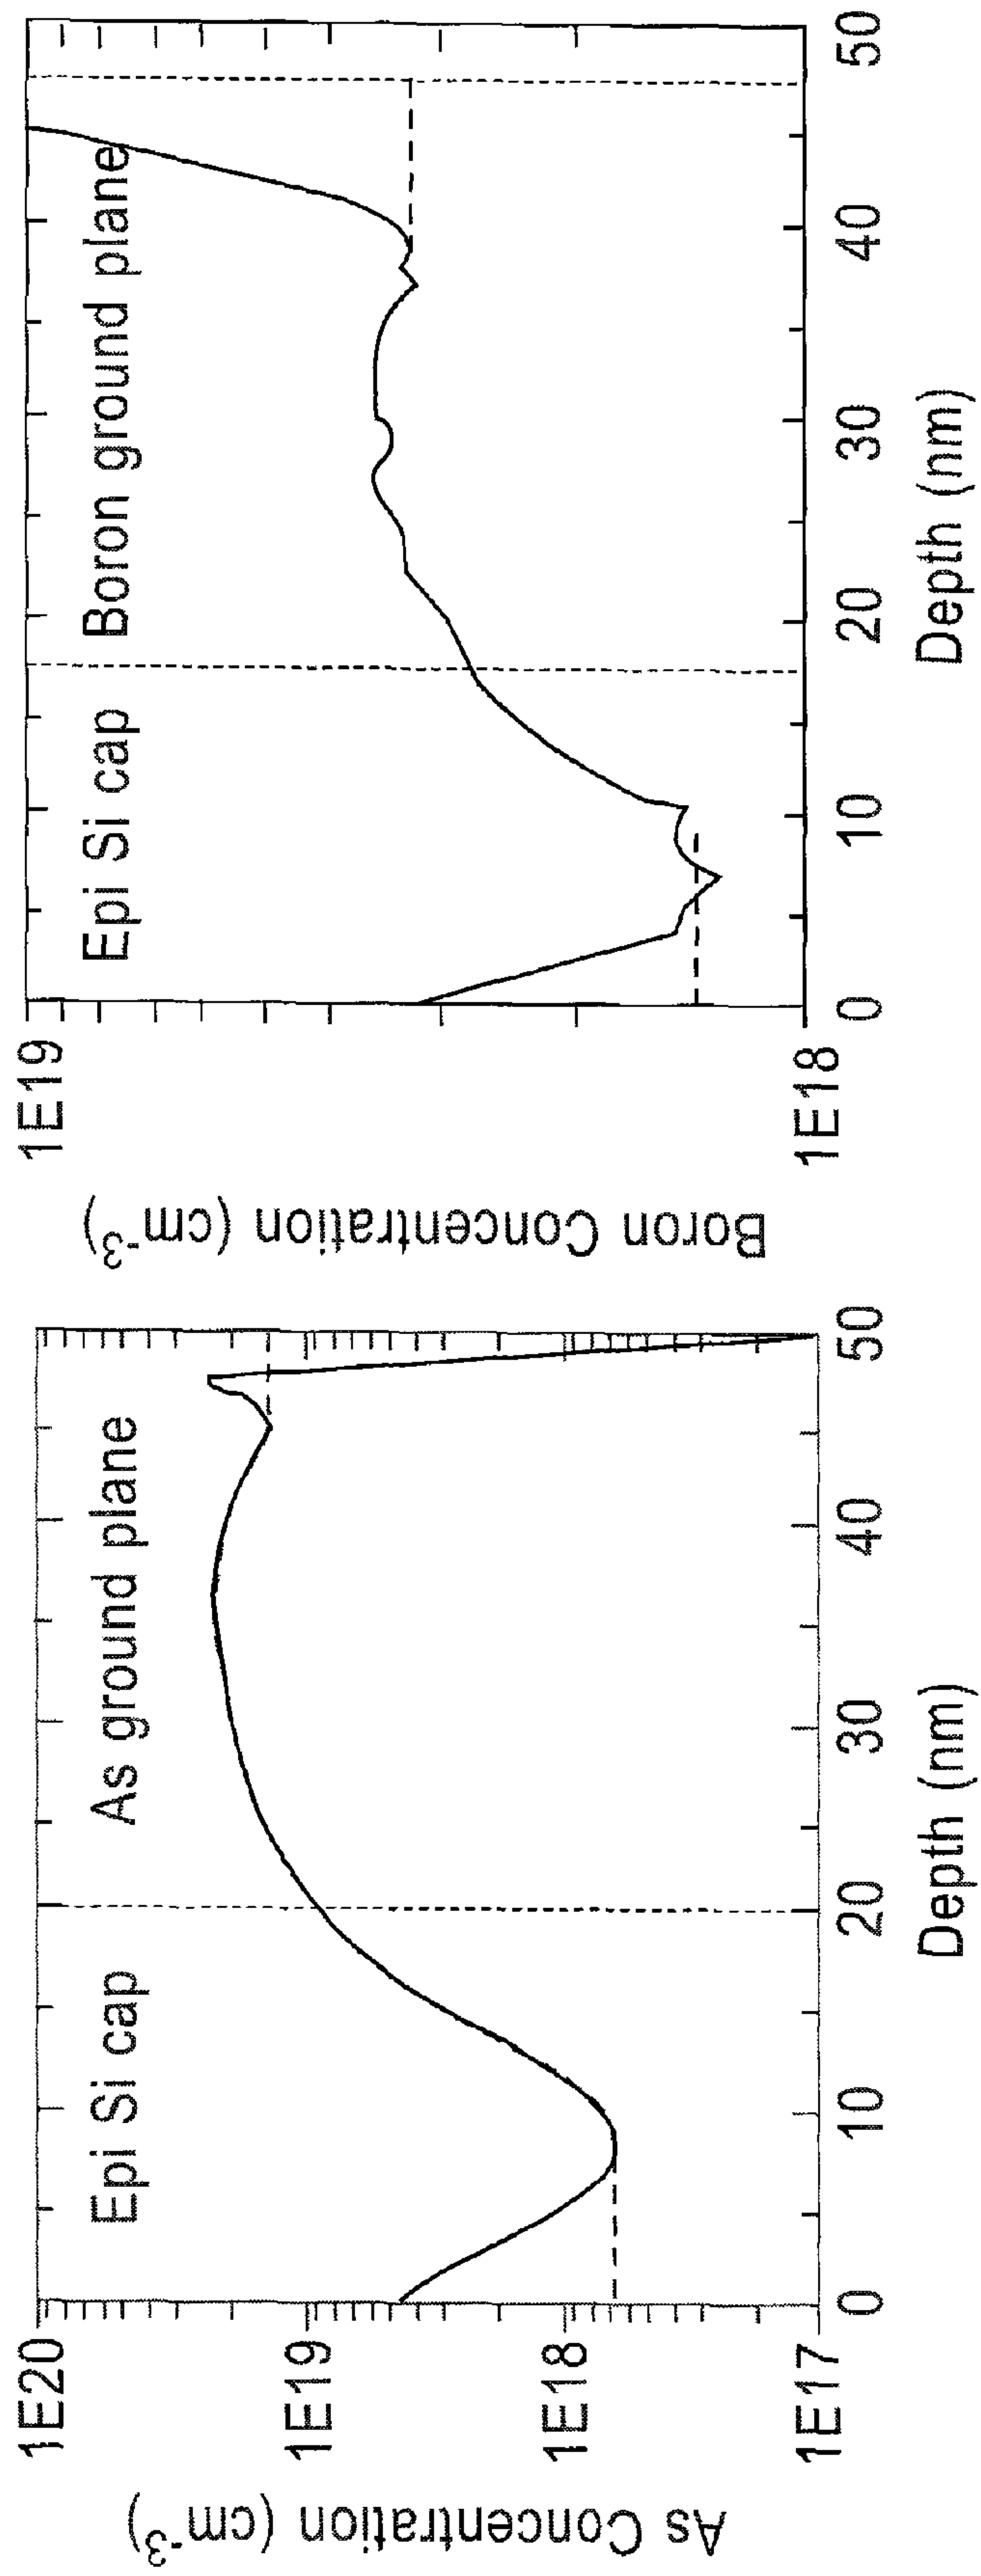 As Concentration (cm-3)
1E20
1E19
1E18
1E17
Epi Si cap
As ground plane
0
10
20
30
40
50
Depth (nm)
Boron Concentration (cm-3)
1E19
1E18
Epi Si cap
Boron ground plane
0
10
20
30
40
50
Depth (nm)